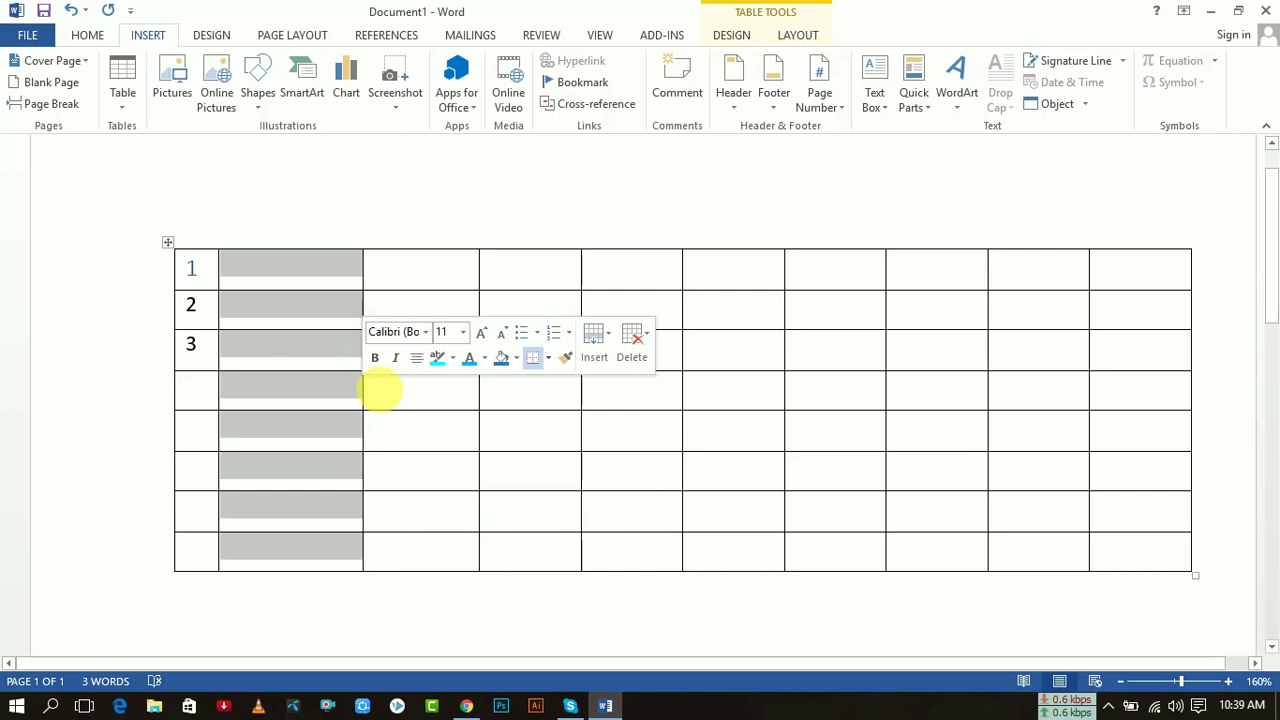 Document1 - Word
TABLE TOOLS
?
FILE HOME INSERT DESIGN PAGE LAYOUT REFERENCES MAILINGS REVIEW VIEW ADD-INS DESIGN LAYOUT Sign in
Cover Page
Blank Page
Page Break
Pages
Table
Tables
Pictures
Online Pictures
Shapes
SmartArt
Chart
Screenshot
Illustrations
Apps for Office
Apps
Online Video
Media
Hyperlink
Bookmark
Cross-reference
Links
Comment
Comments
Header
Footer
Page Number
Header & Footer
Text Box
Quick Parts
WordArt
Drop Cap
Signature Line
Date & Time
Object
Text
Equation
Symbol
Symbols
1
2
3
Calibri (Bo 11
B I Insert Delete
PAGE 1 OF 1 3 WORDS 160%
0.6 kbps
0.6 kbps
10:39 AM